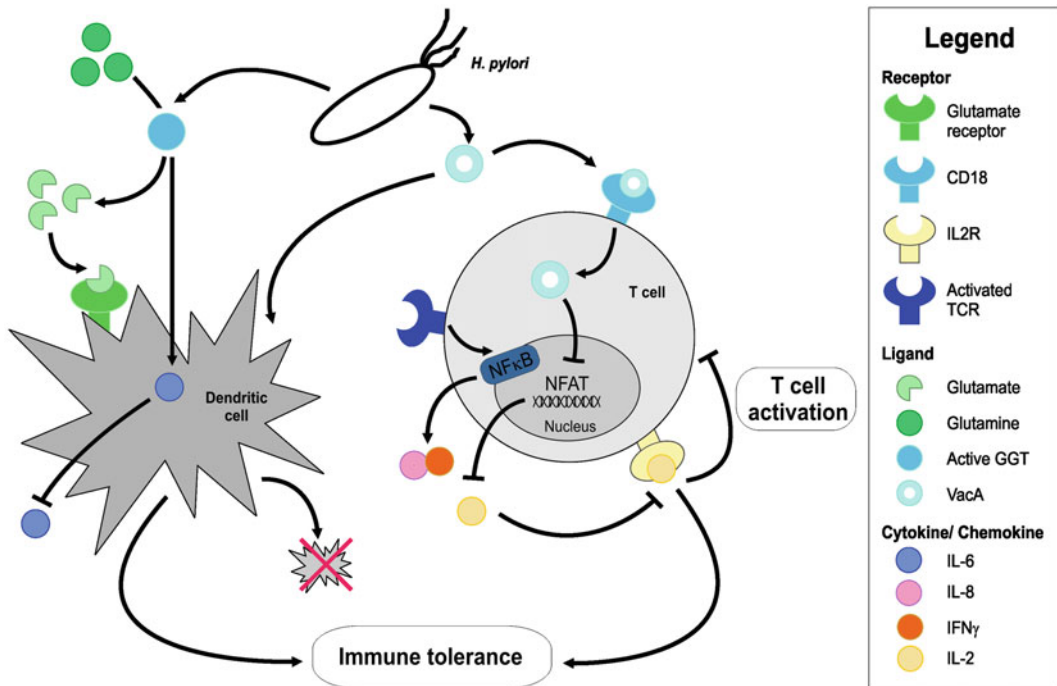 H. pylori
T cell
NFκB
NFAT
Nucleus
Dendritic
cell
T cell
activation
Immune tolerance
Legend
Receptor
Glutamate
receptor
CD18
IL2R
Activated
TCR
Ligand
Glutamate
Glutamine
Active GGT
VacA
Cytokine/ Chemokine
IL-6
IL-8
IFNγ
IL-2